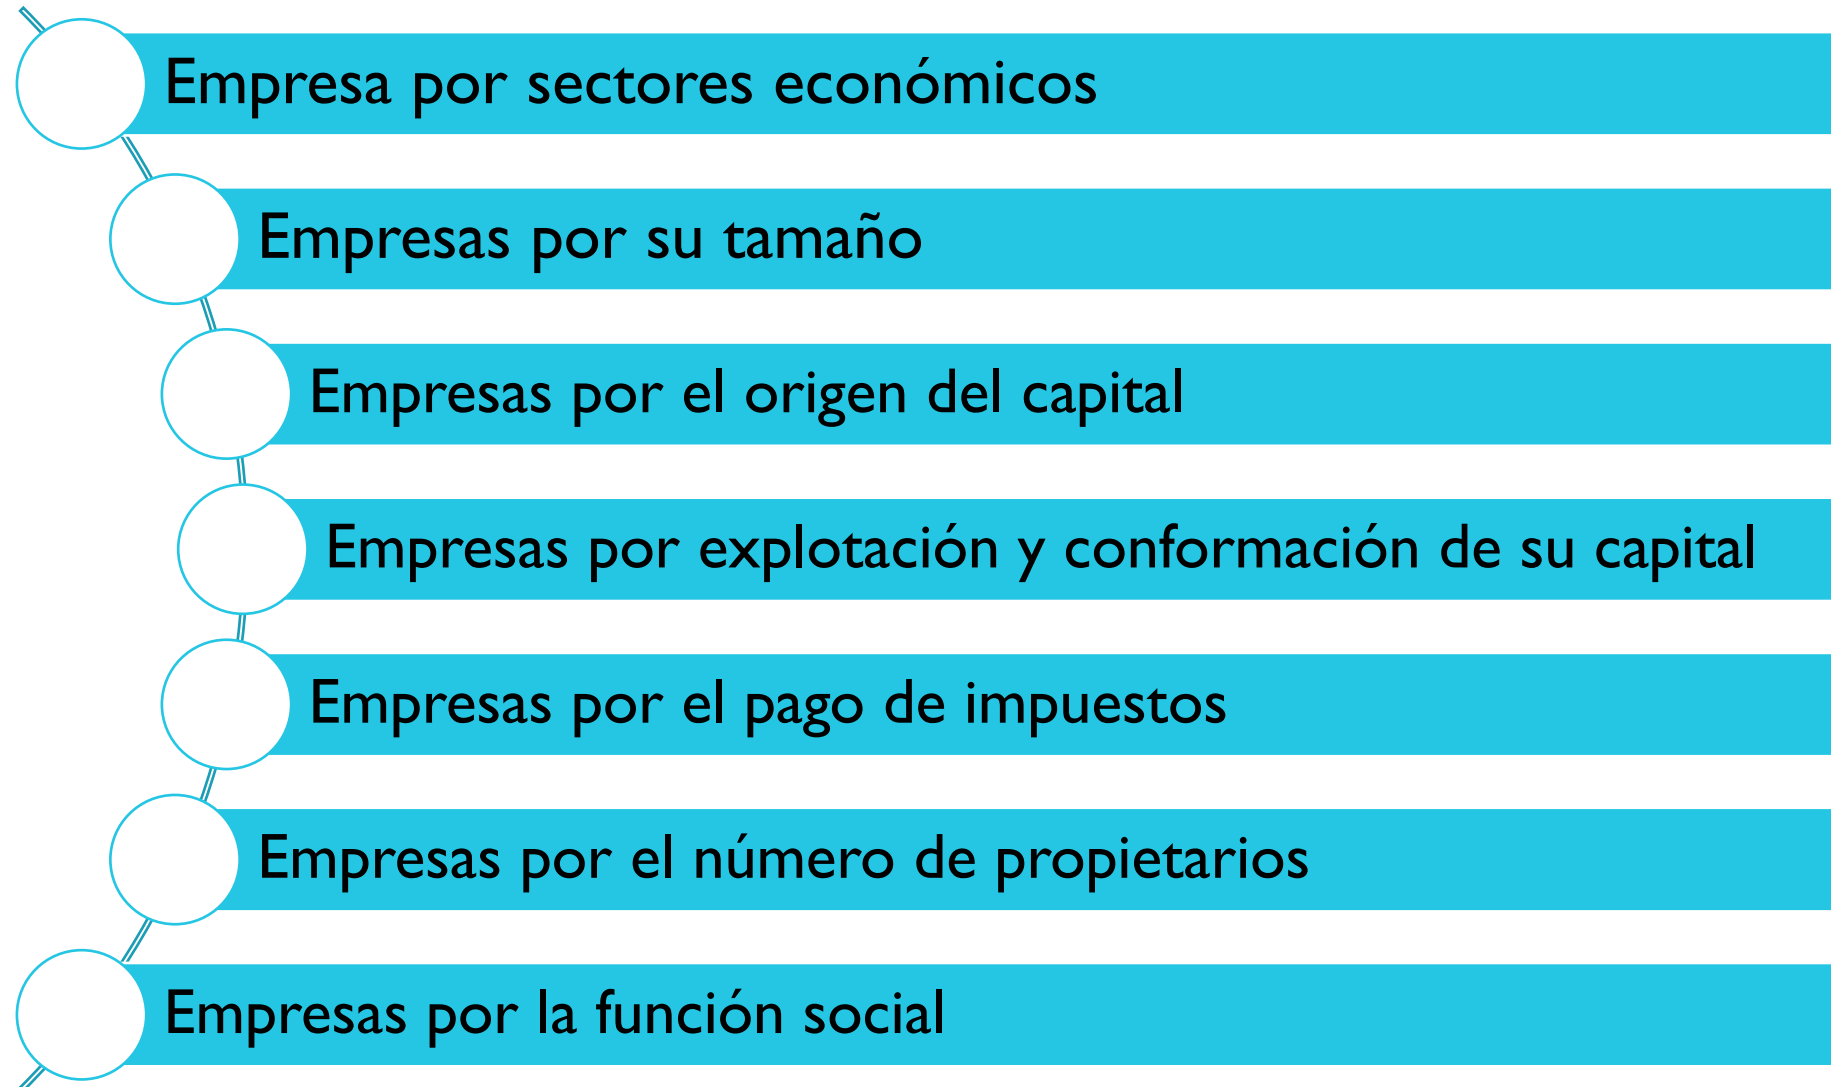 Empresa por sectores económicos
Empresas por su tamaño
Empresas por el origen del capital
Empresas por explotación y conformación de su capital
Empresas por el pago de impuestos
Empresas por el número de propietarios
Empresas por la función social